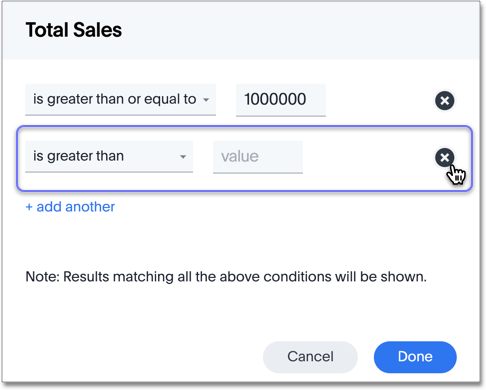 Total Sales
is greater than or equal to 1000000
is greater than value
+ add another
Note: Results matching all the above conditions will be shown.
Cancel Done